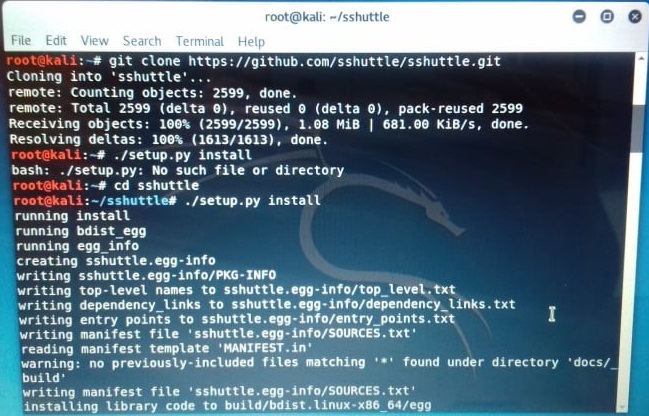 root@kali: ~/sshuttle
File Edit View Search Terminal Help
root@kali:~# git clone https://github.com/sshuttle/sshuttle.git
Cloning into 'sshuttle'...
remote: Counting objects: 2599, done.
remote: Total 2599 (delta 0), reused 0 (delta 0), pack-reused 2599
Receiving objects: 100% (2599/2599), 1.08 MiB | 681.00 KiB/s, done.
Resolving deltas: 100% (1613/1613), done.
root@kali:~# ./setup.py install
bash: ./setup.py: No such file or directory
root@kali:~# cd sshuttle
root@kali:~/sshuttle# ./setup.py install
running install
running bdist_egg
running egg_info
creating sshuttle.egg-info
writing sshuttle.egg-info/PKG-INFO
writing top-level names to sshuttle.egg-info/top_level.txt
writing dependency_links to sshuttle.egg-info/dependency_links.txt
writing entry points to sshuttle.egg-info/entry_points.txt
writing manifest file 'sshuttle.egg-info/SOURCES.txt'
reading manifest template 'MANIFEST.in'
warning: no previously-included files matching '*' found under directory 'docs/_
build'
writing manifest file 'sshuttle.egg-info/SOURCES.txt'
installing library code to build/bdist.linux-x86_64/egg